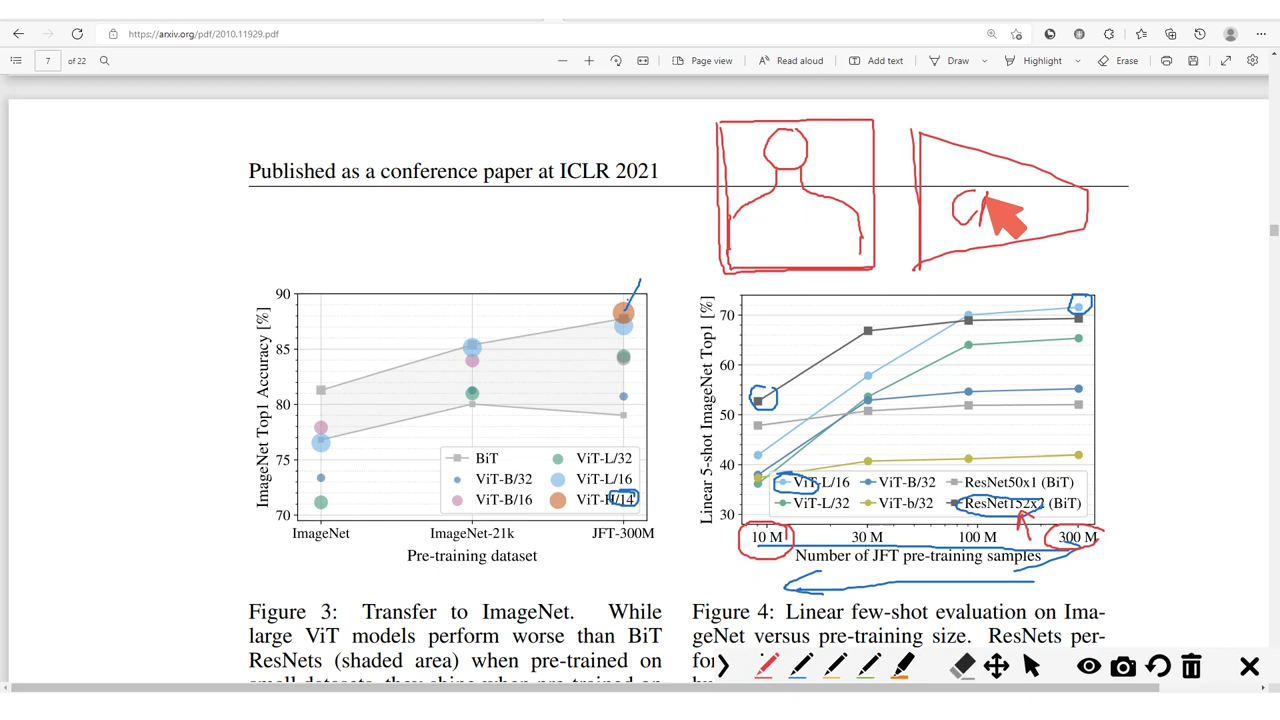 https://arxiv.org/pdf/2010.11929.pdf
7 of 22
Page view
Read aloud
Add text
Draw
Highlight
Erase
Published as a conference paper at ICLR 2021
ImageNet Top1 Accuracy [%]
90
85
80
75
70
BiT
ViT-B/32
ViT-B/16
ViT-L/32
ViT-L/16
ViT-H/14
ImageNet
ImageNet-21k
JFT-300M
Pre-training dataset
Linear 5-shot ImageNet Top1 [%]
70
60
50
40
30
ViT-L/16
ViT-L/32
ViT-B/32
ViT-b/32
ResNet50x1 (BiT)
ResNet152x2 (BiT)
10 M
30 M
100 M
300 M
Number of JFT pre-training samples
Figure 3: Transfer to ImageNet. While
large ViT models perform worse than BiT
ResNets (shaded area) when pre-trained on
Figure 4: Linear few-shot evaluation on Ima-
geNet versus pre-training size. ResNets per-